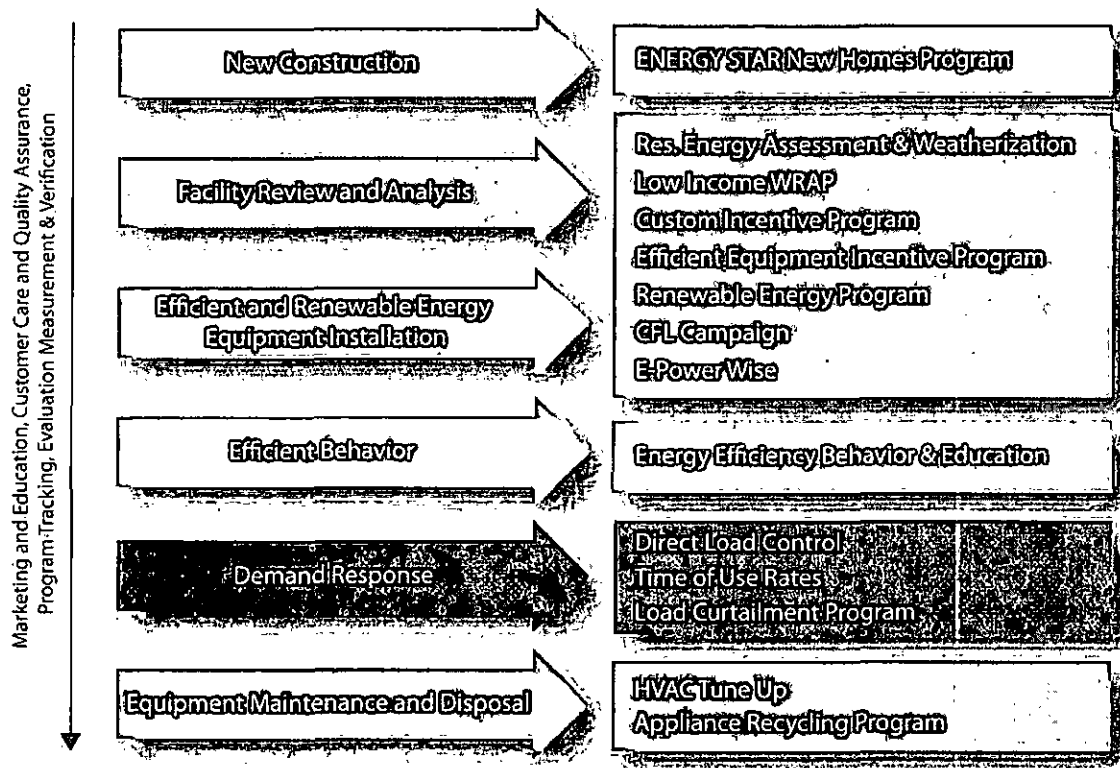 Marketing and Education, Customer Care and Quality Assurance,
Program Tracking, Evaluation Measurement & Verification
New Construction
ENERGY STAR New Homes Program
Facility Review and Analysis
Efficient and Renewable Energy
Equipment Installation
Res. Energy Assessment & Weatherization
Low Income WRAP
Custom Incentive Program
Efficient Equipment Incentive Program
Renewable Energy Program
CFL Campaign
E-Power Wise
Efficient Behavior
Energy Efficiency Behavior & Education
Demand Response
Direct Load Control
Time of Use Rates
Load Curtailment Program
Equipment Maintenance and Disposal
HVAC Tune Up
Appliance Recycling Program